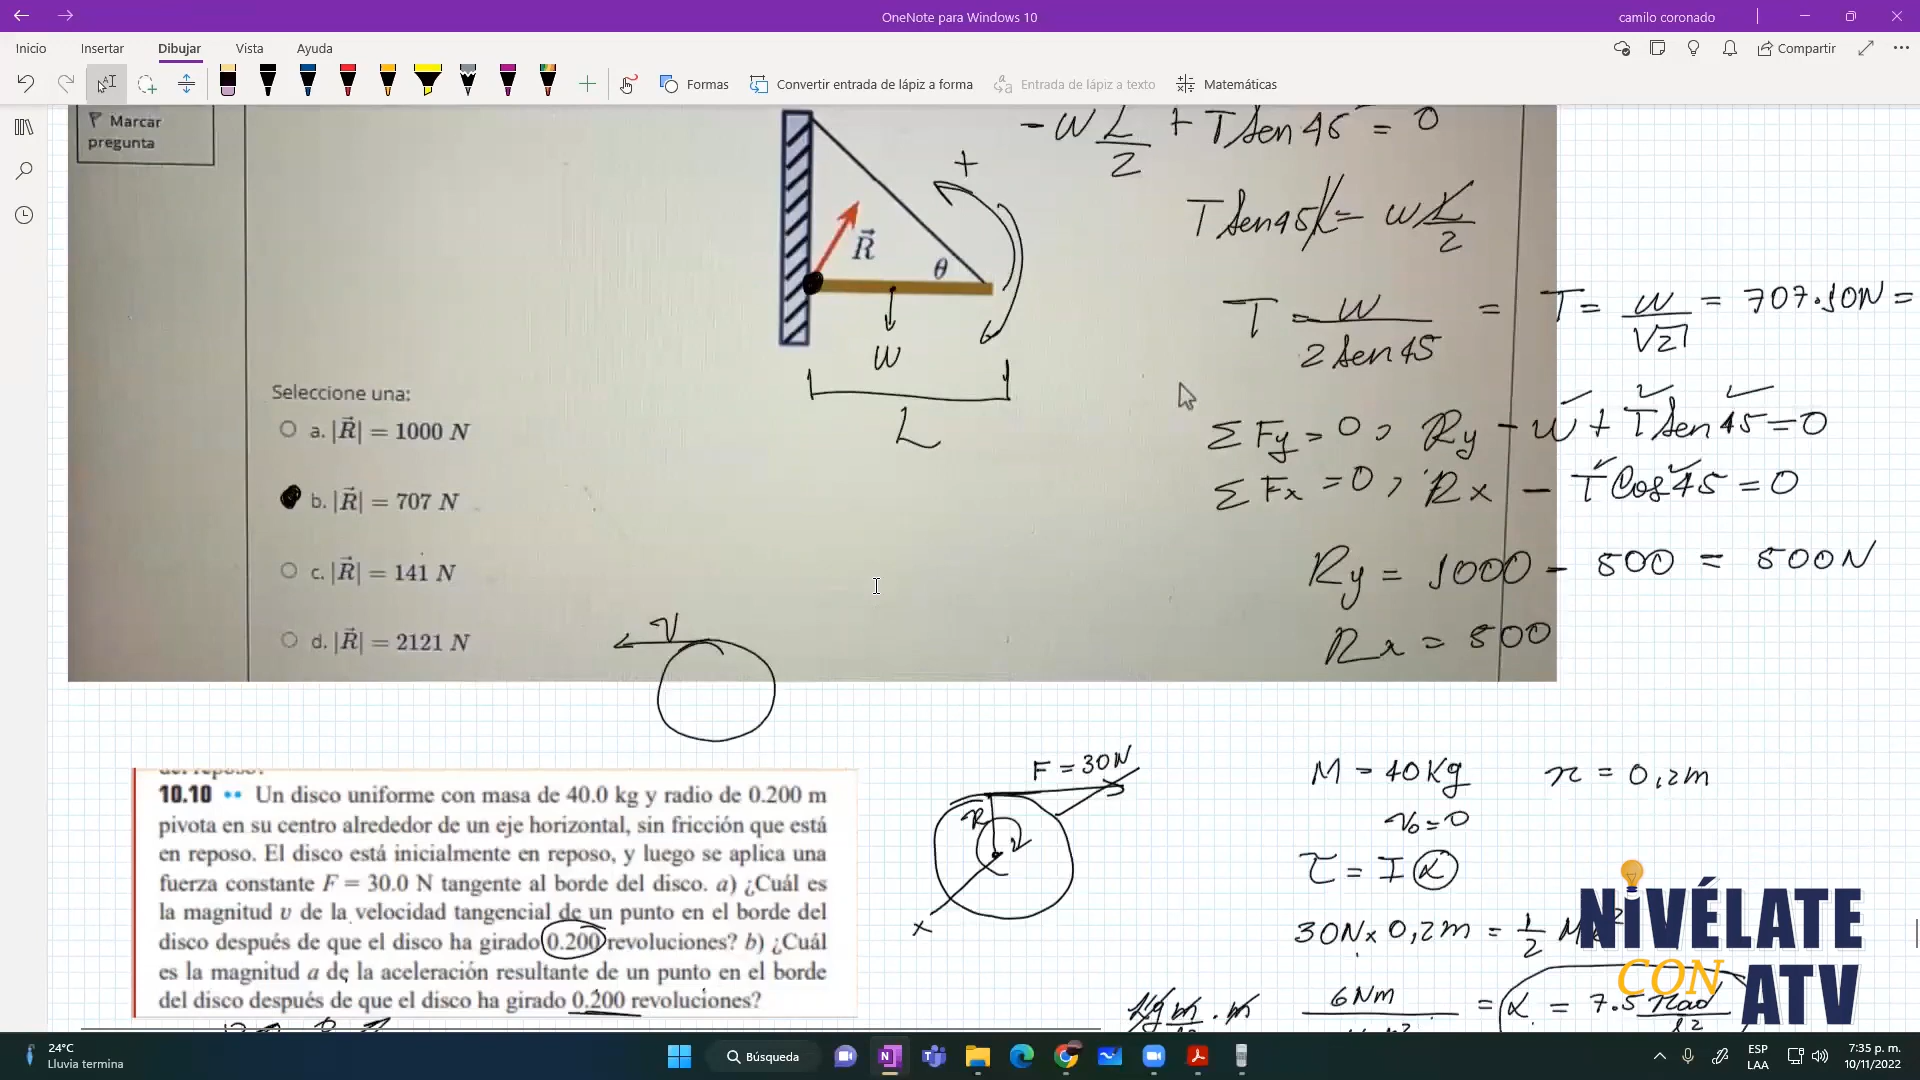 OneNote para Windows 10
camilo coronado
Inicio
Insertar
Dibujar
Vista
Ayuda
Compartir
Formas
Convertir entrada de lápiz a forma
Entrada de lápiz a texto
Matemáticas
Marcar
pregunta
- W L/2 + T Sen 45 = 0
+
T Sen 45 L = W L/2
R
θ
W
L
T = W / 2 Sen 45 = T = W/√2 = 707.10N =
ΣFy = 0, Ry - W + T Sen 45 = 0
ΣFx = 0, Rx - T Cos 45 = 0
Ry = 1000 - 500 = 500N
Rx = 500
Seleccione una:
a. |R⃗| = 1000 N
b. |R⃗| = 707 N
c. |R⃗| = 141 N
d. |R⃗| = 2121 N
V
10.10 •• Un disco uniforme con masa de 40.0 kg y radio de 0.200 m
pivota en su centro alrededor de un eje horizontal, sin fricción que está
en reposo. El disco está inicialmente en reposo, y luego se aplica una
fuerza constante F = 30.0 N tangente al borde del disco. a) ¿Cuál es
la magnitud v de la velocidad tangencial de un punto en el borde del
disco después de que el disco ha girado 0.200 revoluciones? b) ¿Cuál
es la magnitud a de la aceleración resultante de un punto en el borde
del disco después de que el disco ha girado 0.200 revoluciones?
F = 30N
R
x
M = 40Kg r = 0,2m
v₀ = 0
τ = I α
30N x 0,2m = 1/2 M
6Nm
= α = 7.5 Rad/s²
NiVÉLATE
CON
ATV
24°C
Lluvia termina
Búsqueda
ESP
LAA
7:35 p. m.
10/11/2022